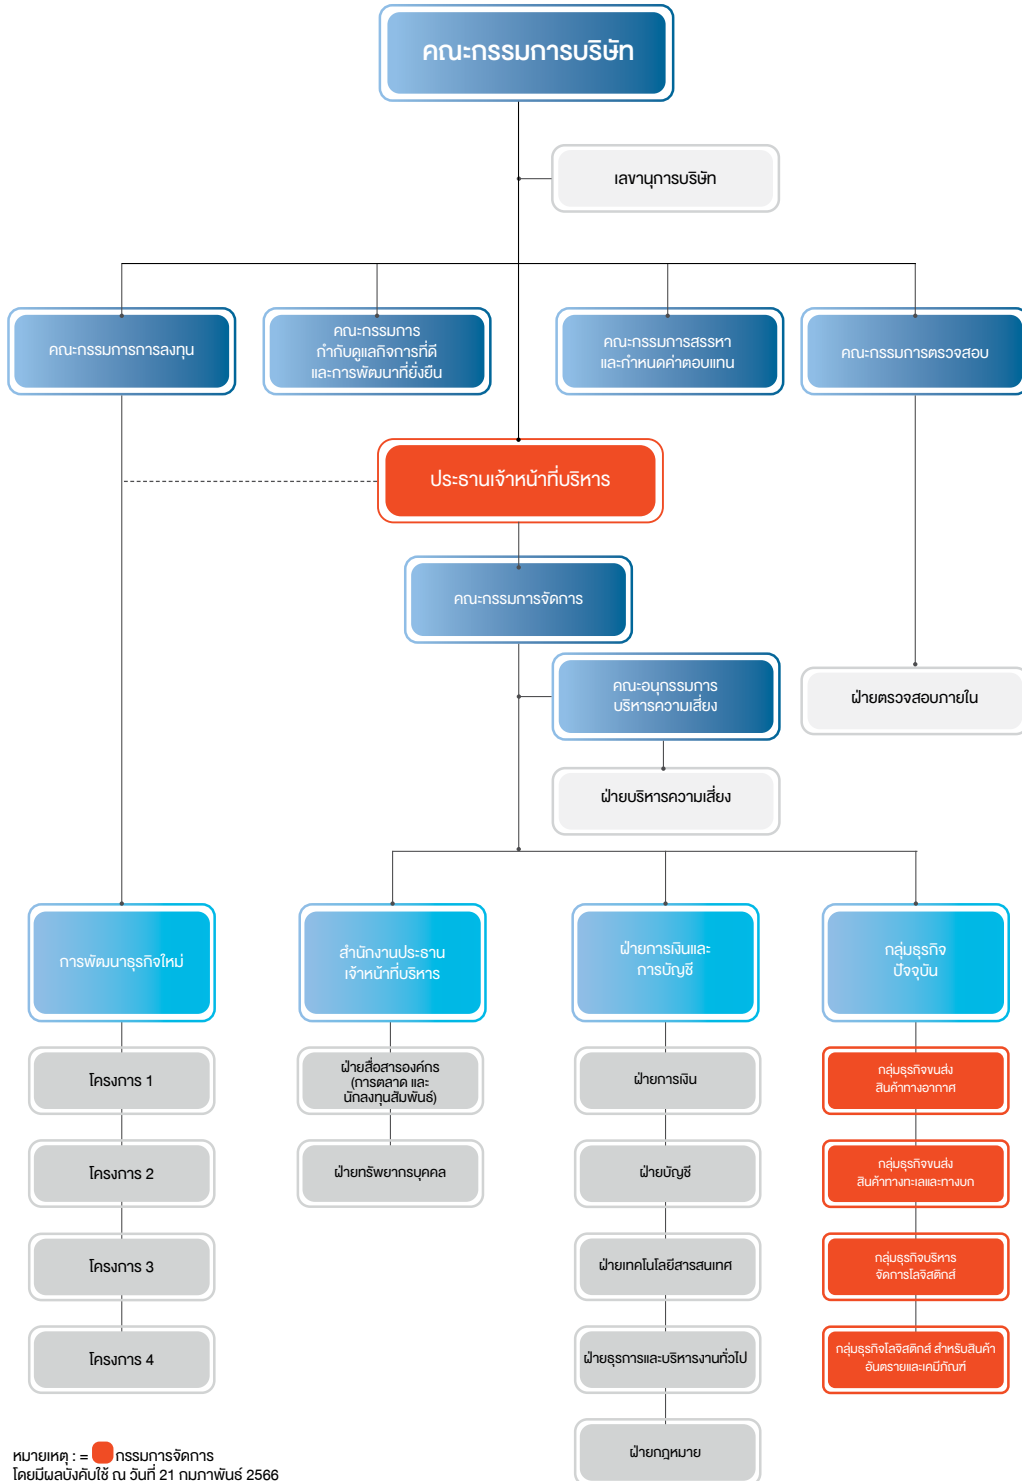 คณะกรรมการบริษัท
เลขานุการบริษัท
คณะกรรมการการลงทุน
คณะกรรมการ
กำกับดูแลกิจการที่ดี
และการพัฒนาที่ยั่งยืน
คณะกรรมการสรรหา
และกำหนดค่าตอบแทน
คณะกรรมการตรวจสอบ
ประธานเจ้าหน้าที่บริหาร
คณะกรรมการจัดการ
คณะอนุกรรมการ
บริหารความเสี่ยง
ฝ่ายตรวจสอบภายใน
ฝ่ายบริหารความเสี่ยง
การพัฒนาธุรกิจใหม่
สำนักงานประธาน
เจ้าหน้าที่บริหาร
ฝ่ายการเงินและ
การบัญชี
กลุ่มธุรกิจ
ปัจจุบัน
โครงการ 1
ฝ่ายสื่อสารองค์กร
(การตลาด และ
นักลงทุนสัมพันธ์)
ฝ่ายการเงิน
กลุ่มธุรกิจขนส่ง
สินค้าทางอากาศ
โครงการ 2
ฝ่ายทรัพยากรบุคคล
ฝ่ายบัญชี
กลุ่มธุรกิจขนส่ง
สินค้าทางทะเลและทางบก
โครงการ 3
ฝ่ายเทคโนโลยีสารสนเทศ
กลุ่มธุรกิจบริหาร
จัดการโลจิสติกส์
โครงการ 4
ฝ่ายธุรการและบริหารงานทั่วไป
กลุ่มธุรกิจโลจิสติกส์ สำหรับสินค้า
อันตรายและเคมีภัณฑ์
ฝ่ายกฎหมาย
หมายเหตุ : = กรรมการจัดการ
โดยมีผลบังคับใช้ ณ วันที่ 21 กุมภาพันธ์ 2566